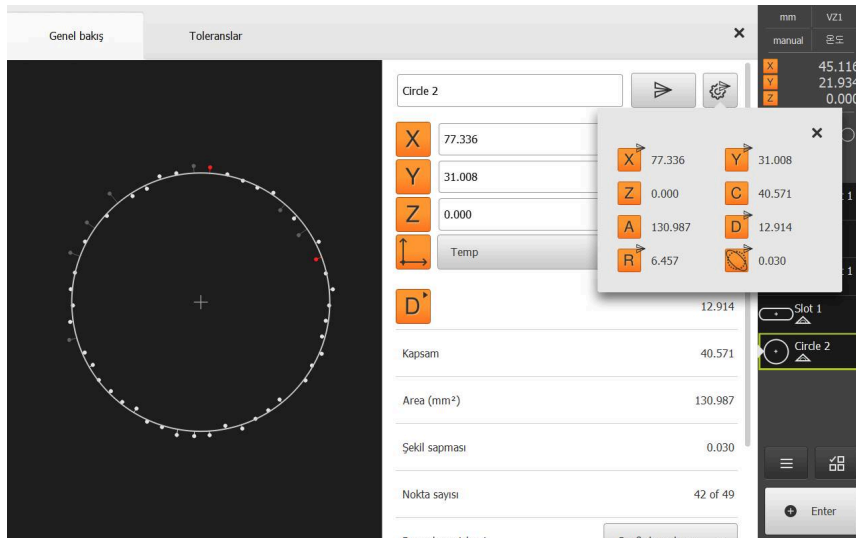 Genel bakış
Toleranslar
mm VZ1
manual 온도
X 45.116
Y 21.934
Z 0.000
Circle 2
X 77.336
Y 31.008
Z 0.000
Temp
X 77.336 Y 31.008
Z 0.000 C 40.571
A 130.987 D 12.914
R 6.457 0.030
D 12.914
Kapsam 40.571
Area (mm²) 130.987
Şekil sapması 0.030
Nokta sayısı 42 of 49
Slot 1
Circle 2
Enter